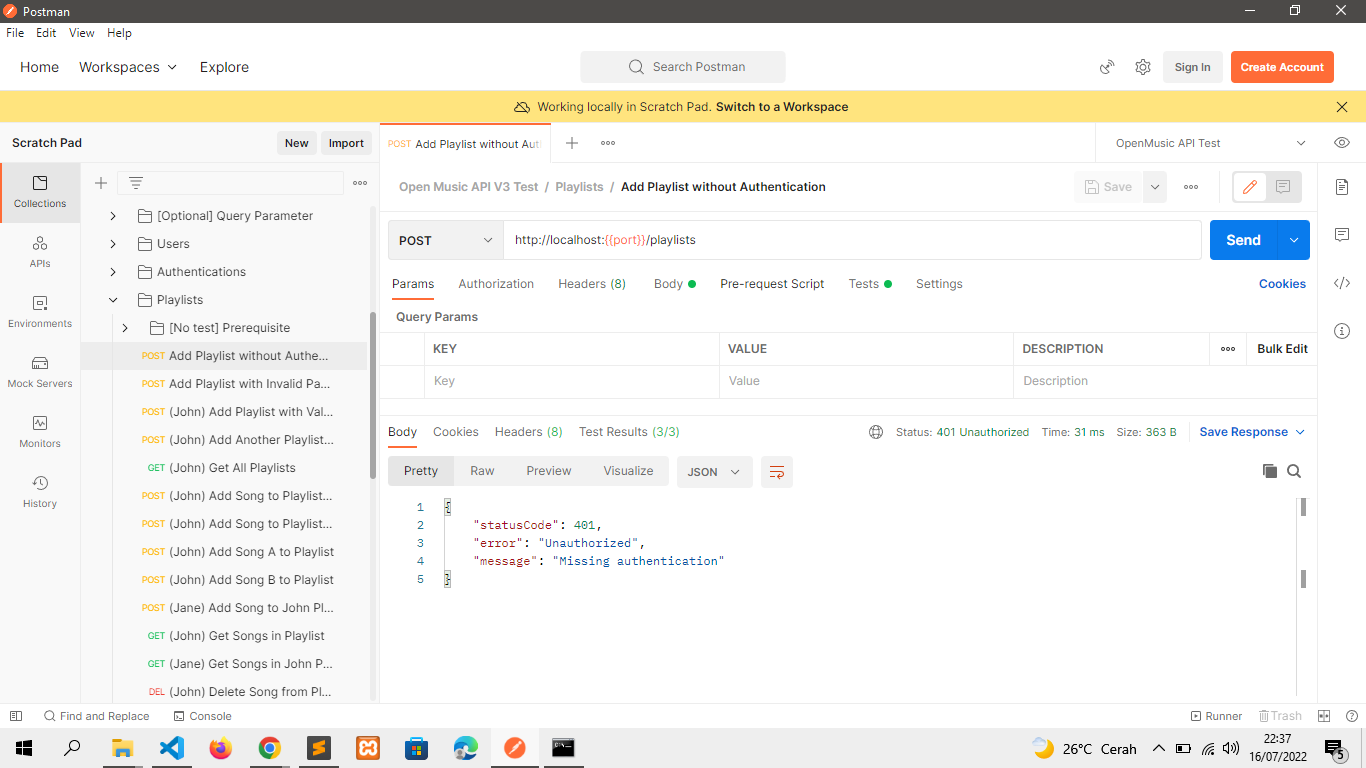 Postman
File Edit View Help
Home Workspaces Explore
Search Postman
Sign In
Create Account
Working locally in Scratch Pad. Switch to a Workspace
Scratch Pad
New
Import
POST Add Playlist without Aut
OpenMusic API Test
Collections
APIs
Environments
Mock Servers
Monitors
History
[Optional] Query Parameter
Users
Authentications
Playlists
[No test] Prerequisite
POST Add Playlist without Authe...
POST Add Playlist with Invalid Pa...
POST (John) Add Playlist with Val...
POST (John) Add Another Playlist...
GET (John) Get All Playlists
POST (John) Add Song to Playlist...
POST (John) Add Song to Playlist...
POST (John) Add Song A to Playlist
POST (John) Add Song B to Playlist
POST (Jane) Add Song to John Pl...
GET (John) Get Songs in Playlist
GET (Jane) Get Songs in John P...
DEL (John) Delete Song from Pl...
Open Music API V3 Test / Playlists / Add Playlist without Authentication
Save
POST
http://localhost:{{port}}/playlists
Send
Params Authorization Headers (8) Body Pre-request Script Tests Settings
Cookies
Query Params
KEY VALUE DESCRIPTION
Bulk Edit
Key Value Description
Body Cookies Headers (8) Test Results (3/3)
Status: 401 Unauthorized Time: 31 ms Size: 363 B
Save Response
Pretty Raw Preview Visualize
JSON
1 {
2 "statusCode": 401,
3 "error": "Unauthorized",
4 "message": "Missing authentication"
5 }
Find and Replace
Console
Runner
Trash
26°C Cerah
22:37
16/07/2022
5